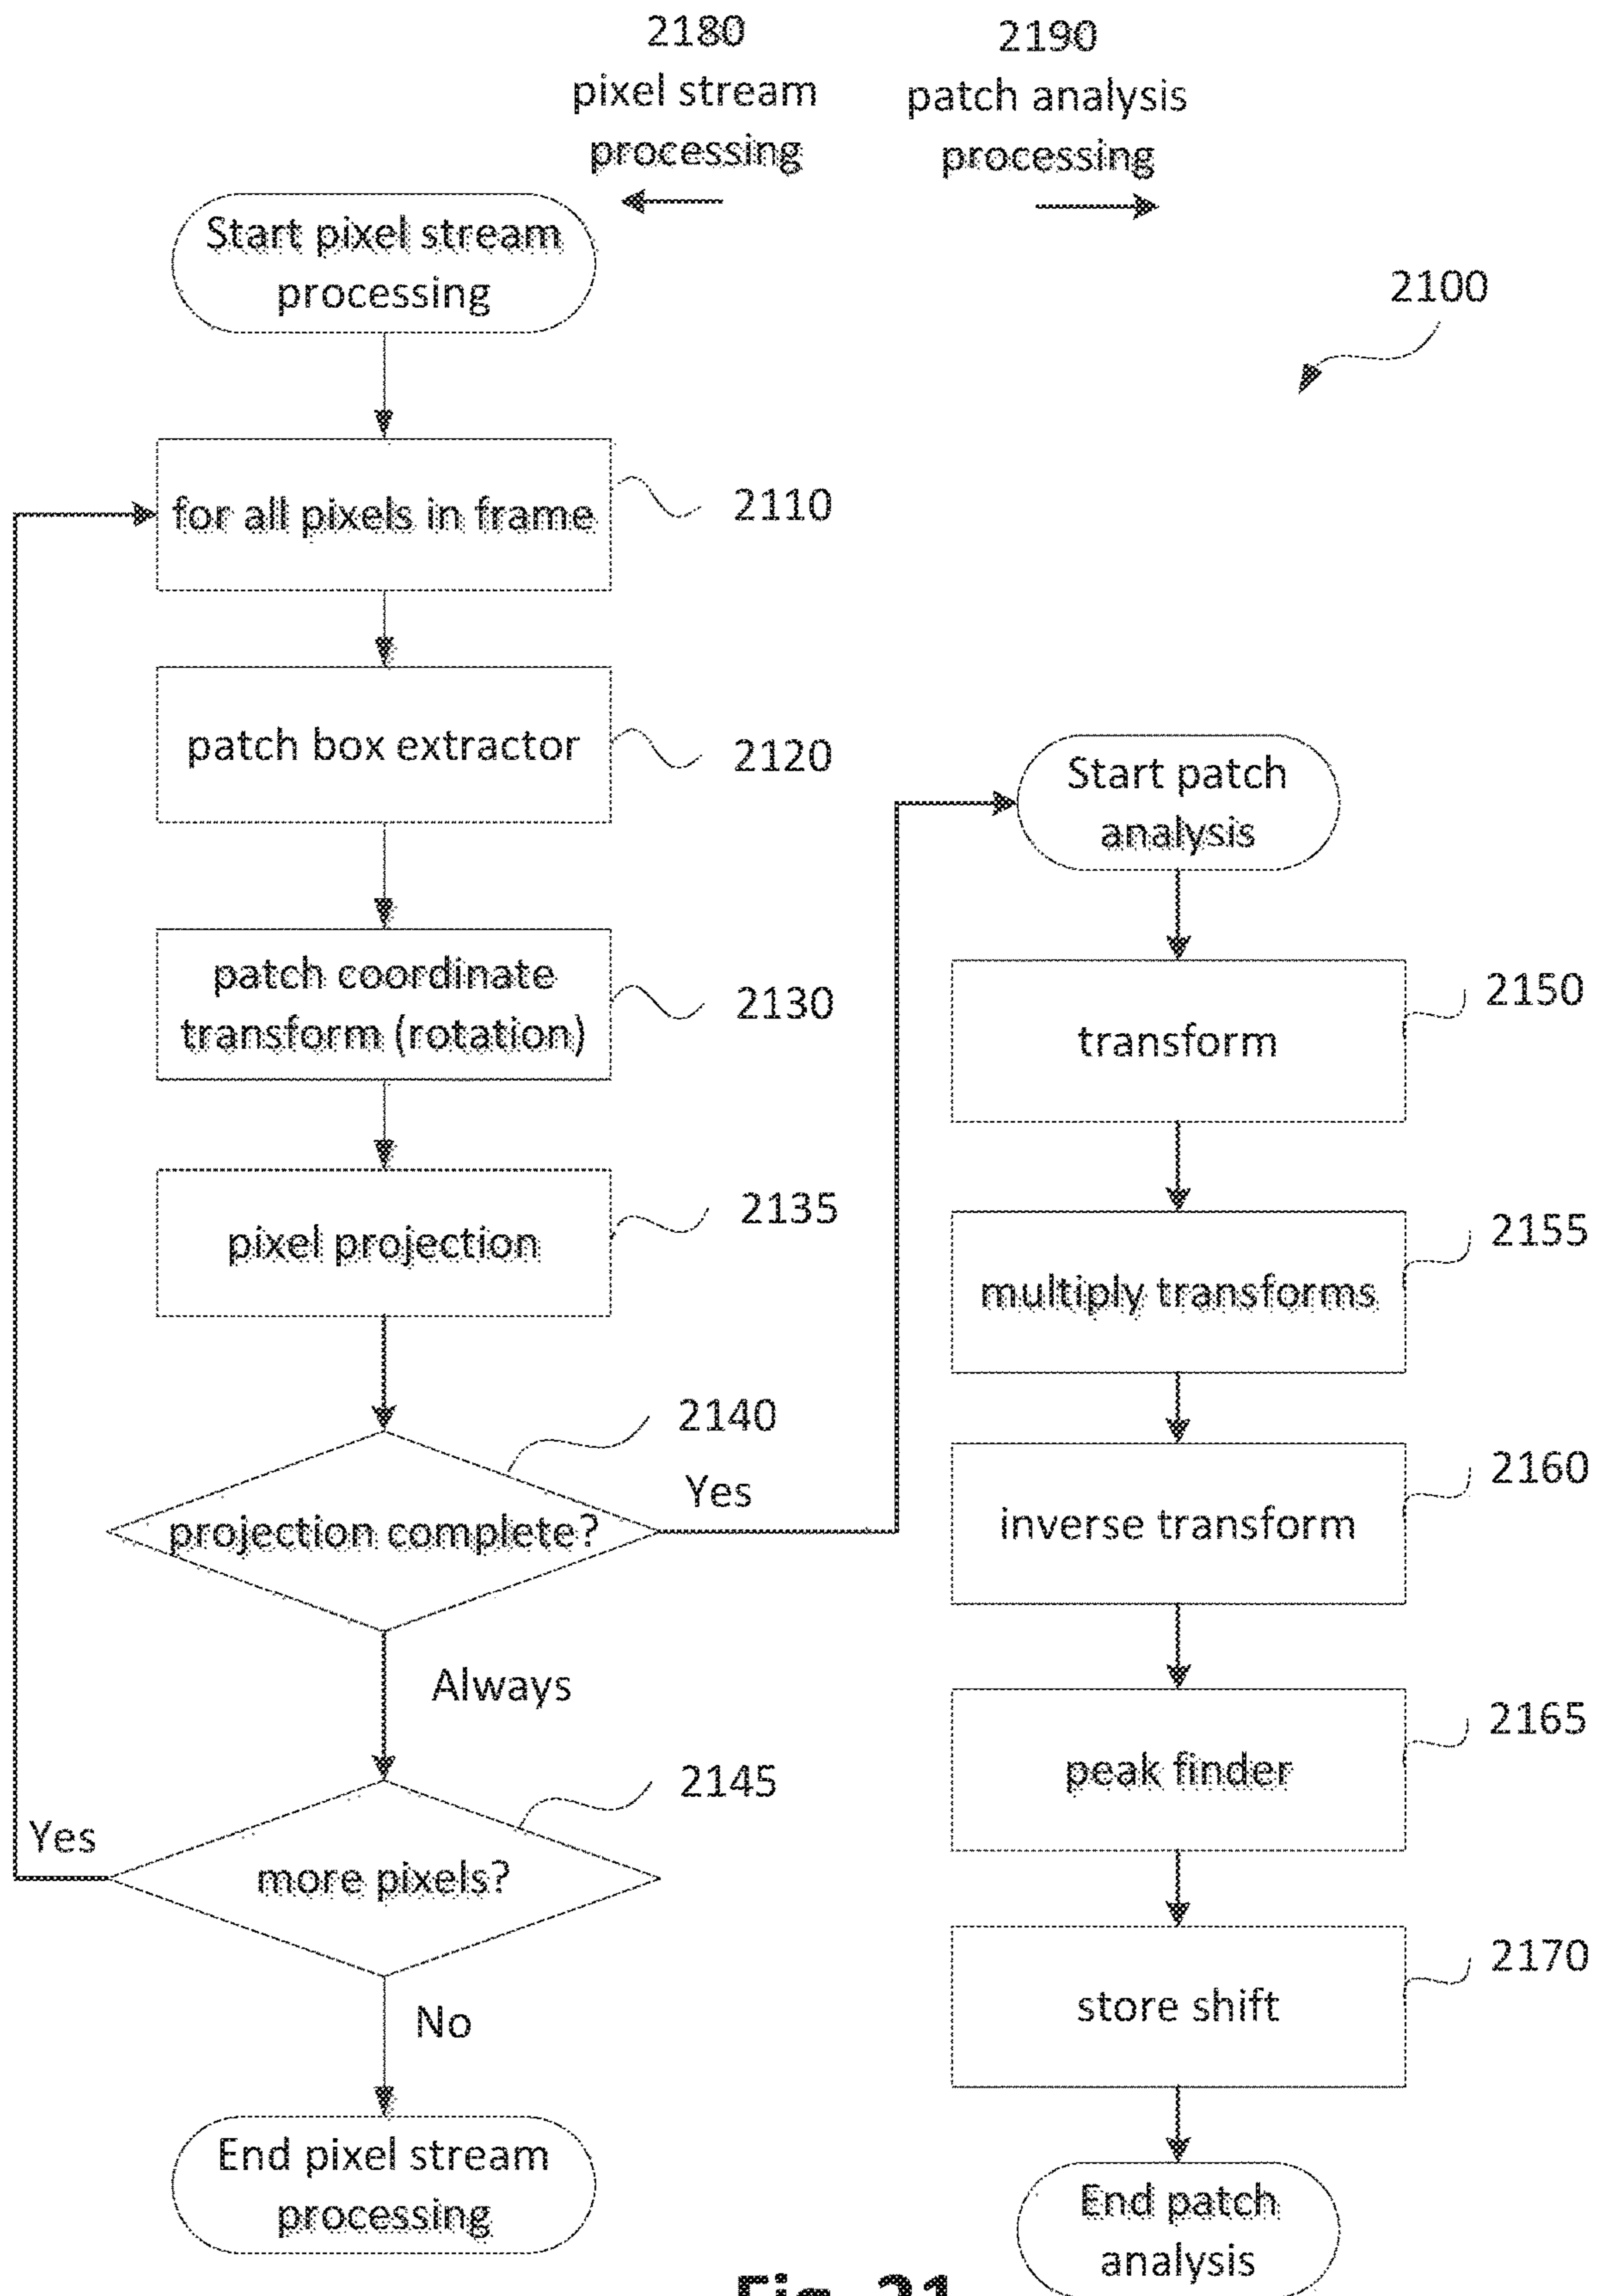 2180
pixel stream
processing
2190
patch analysis
processing
2100
Start pixel stream
processing
for all pixels in frame
2110
patch box extractor
2120
patch coordinate
transform (rotation)
2130
pixel projection
2135
projection complete?
2140
Yes
Always
more pixels?
2145
Yes
No
End pixel stream
processing
Start patch
analysis
transform
2150
multiply transforms
2155
inverse transform
2160
peak finder
2165
store shift
2170
End patch
analysis
Fig. 21